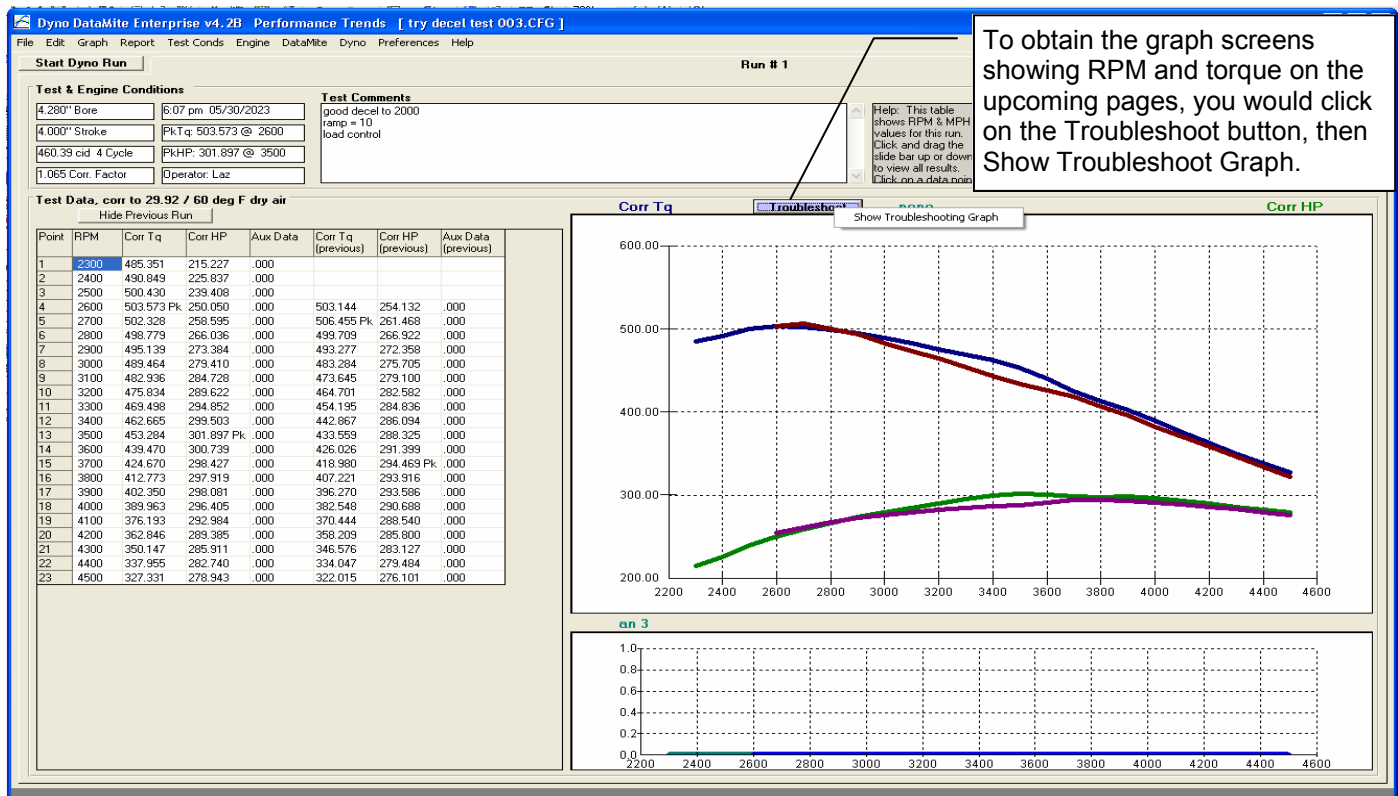 Dyno DataMite Enterprise v4.2B Performance Trends [ try decel test 003.CFG ]
File Edit Graph Report Test Conds Engine DataMite Dyno Preferences Help
Start Dyno Run
Run # 1
To obtain the graph screens
showing RPM and torque on the
upcoming pages, you would click
on the Troubleshoot button, then
Show Troubleshoot Graph.
Test & Engine Conditions
4.280" Bore
6:07 pm 05/30/2023
4.000" Stroke
PkTq: 503.573 @ 2600
460.39 cid 4 Cycle
PkHP: 301.897 @ 3500
1.065 Corr. Factor
Operator: Laz
Test Comments
good decel to 2000
ramp = 10
load control
Help: This table
shows RPM & MPH
values for this run.
Click and drag the
slide bar up or down
to view all results.
Click on a data poin
Test Data, corr to 29.92 / 60 deg F dry air
Hide Previous Run
Point RPM Corr Tq Corr HP Aux Data Corr Tq (previous) Corr HP (previous) Aux Data (previous)
1 2300 485.351 215.227 .000
2 2400 490.849 225.837 .000
3 2500 500.430 239.408 .000
4 2600 503.573 Pk 250.050 .000 503.144 254.132 .000
5 2700 502.328 258.595 .000 506.455 Pk 261.468 .000
6 2800 498.779 266.036 .000 499.709 266.922 .000
7 2900 495.139 273.384 .000 493.277 272.358 .000
8 3000 489.464 279.410 .000 483.284 275.705 .000
9 3100 482.936 284.728 .000 473.645 279.100 .000
10 3200 475.834 289.622 .000 464.701 282.582 .000
11 3300 469.498 294.852 .000 454.195 284.836 .000
12 3400 462.665 299.503 .000 442.867 286.094 .000
13 3500 453.284 301.897 Pk .000 433.559 288.325 .000
14 3600 439.470 300.739 .000 426.026 291.399 .000
15 3700 424.670 298.427 .000 418.980 294.469 Pk .000
16 3800 412.773 297.919 .000 407.221 293.916 .000
17 3900 402.350 298.081 .000 396.270 293.586 .000
18 4000 389.963 296.405 .000 382.548 290.688 .000
19 4100 376.193 292.984 .000 370.444 288.540 .000
20 4200 362.846 289.385 .000 358.209 285.800 .000
21 4300 350.147 285.911 .000 346.576 283.127 .000
22 4400 337.955 282.740 .000 334.047 279.484 .000
23 4500 327.331 278.943 .000 322.015 276.101 .000
Corr Tq
Troubleshoot
Corr HP
Show Troubleshooting Graph
600.00
500.00
400.00
300.00
200.00
2200 2400 2600 2800 3000 3200 3400 3600 3800 4000 4200 4400 4600
an 3
1.0
0.8
0.6
0.4
0.2
0.0
2200 2400 2600 2800 3000 3200 3400 3600 3800 4000 4200 4400 4600